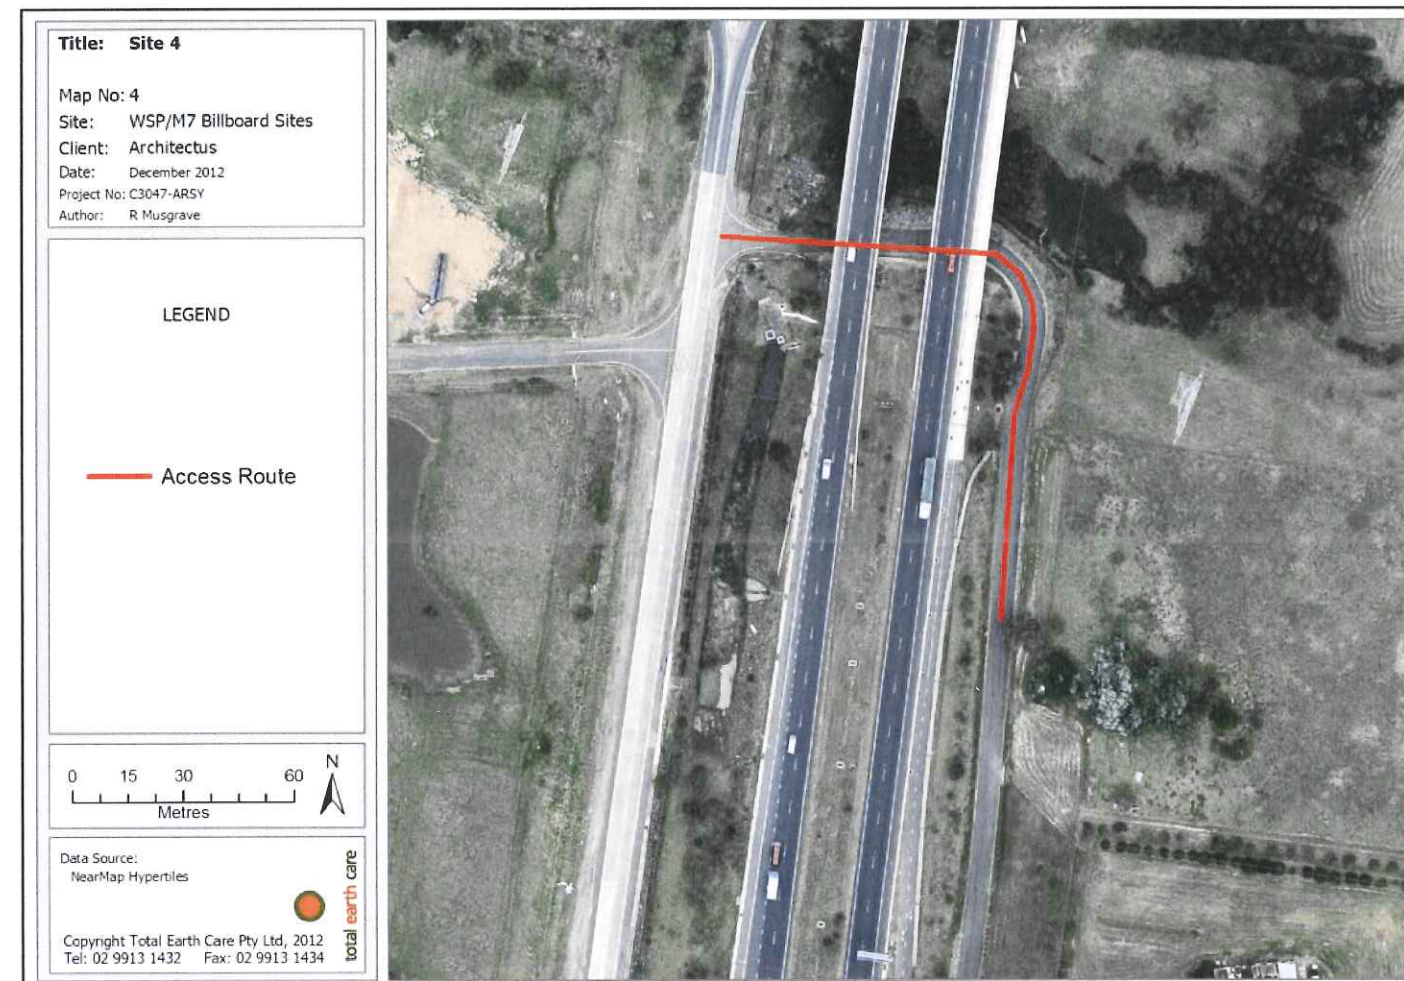 Title: Site 4
Map No: 4
Site: WSP/M7 Billboard Sites
Client: Architectus
Date: December 2012
Project No: C3047-ARSY
Author: R Musgrave
LEGEND
Access Route
N
0 15 30 60
Metres
Data Source:
NearMap Hypertiles
total earth care
Copyright Total Earth Care Pty Ltd, 2012
Tel: 02 9913 1432 Fax: 02 9913 1434